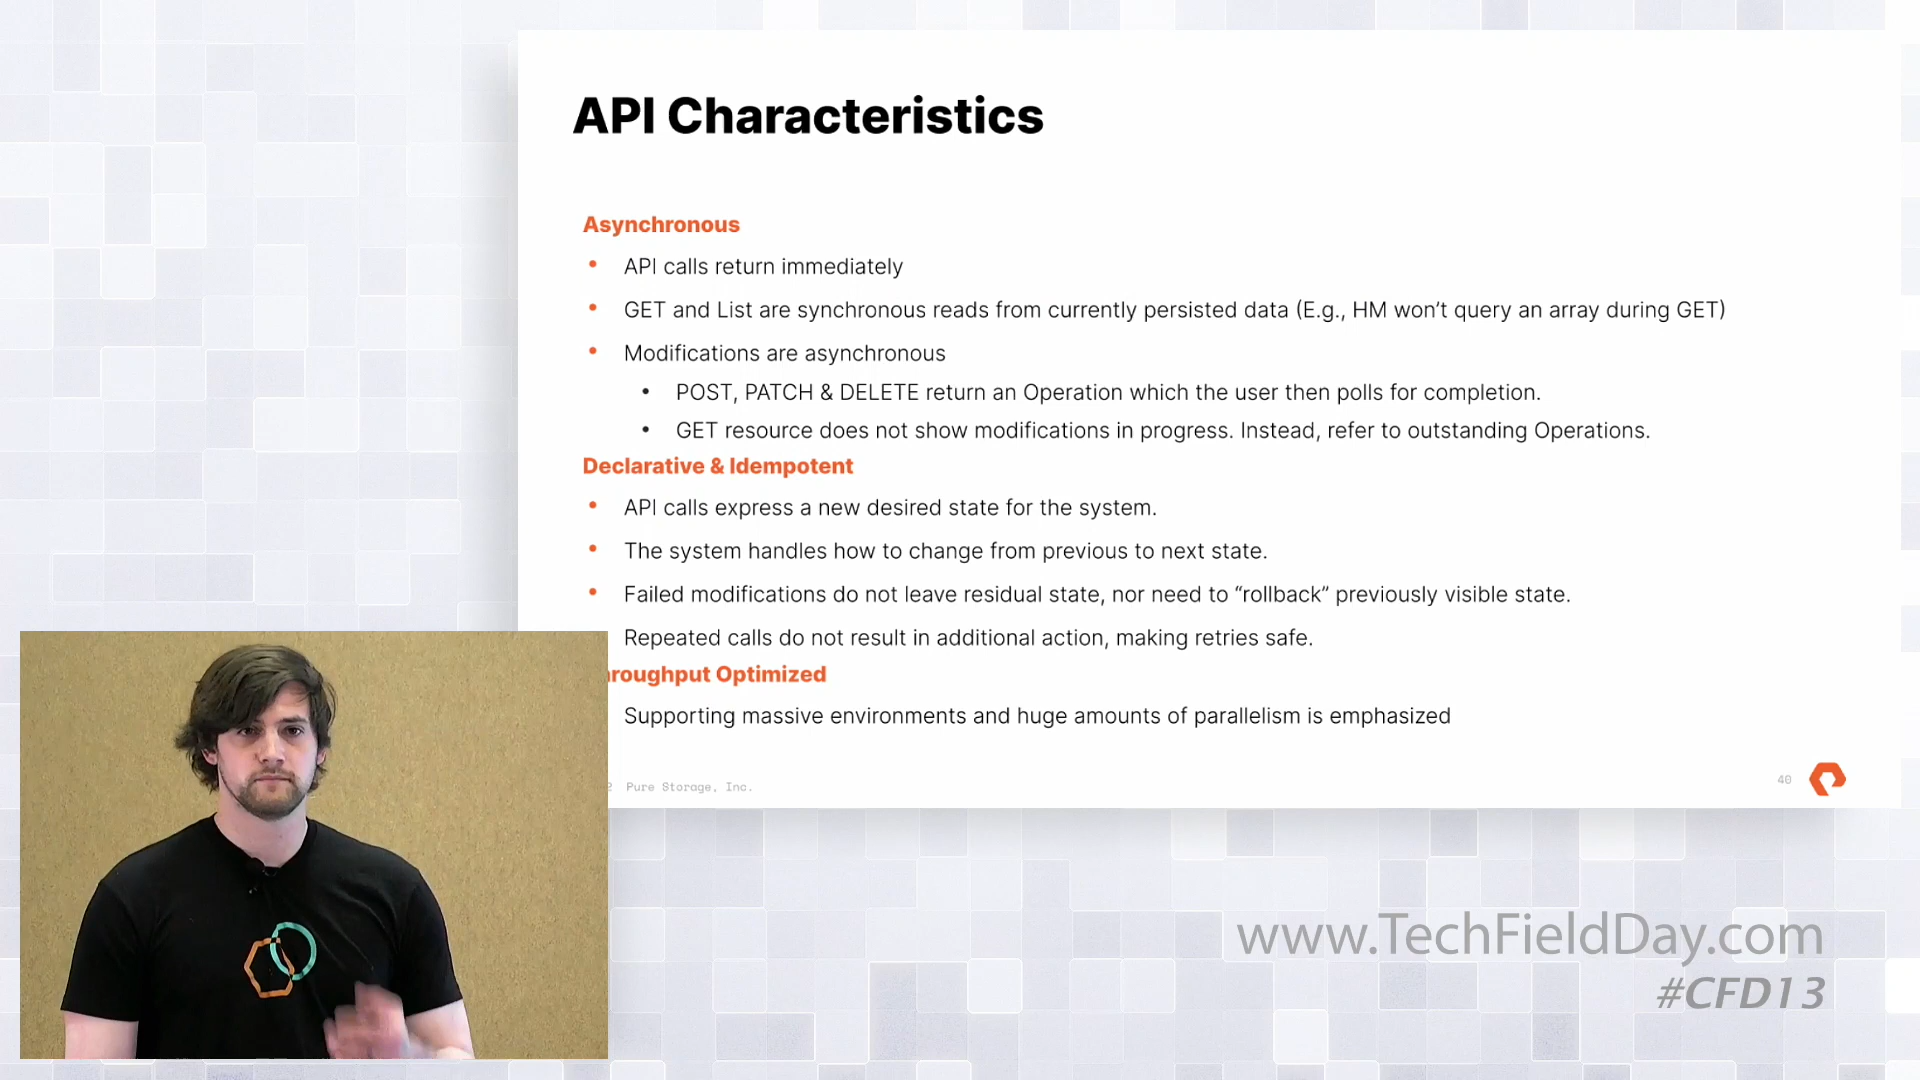 API Characteristics
Asynchronous
• API calls return immediately
• GET and List are synchronous reads from currently persisted data (E.g., HM won’t query an array during GET)
• Modifications are asynchronous
• POST, PATCH & DELETE return an Operation which the user then polls for completion.
• GET resource does not show modifications in progress. Instead, refer to outstanding Operations.
Declarative & Idempotent
• API calls express a new desired state for the system.
• The system handles how to change from previous to next state.
• Failed modifications do not leave residual state, nor need to “rollback” previously visible state.
Repeated calls do not result in additional action, making retries safe.
roughput Optimized
Supporting massive environments and huge amounts of parallelism is emphasized
2 Pure Storage, Inc.
40
www.TechFieldDay.com
#CFD13